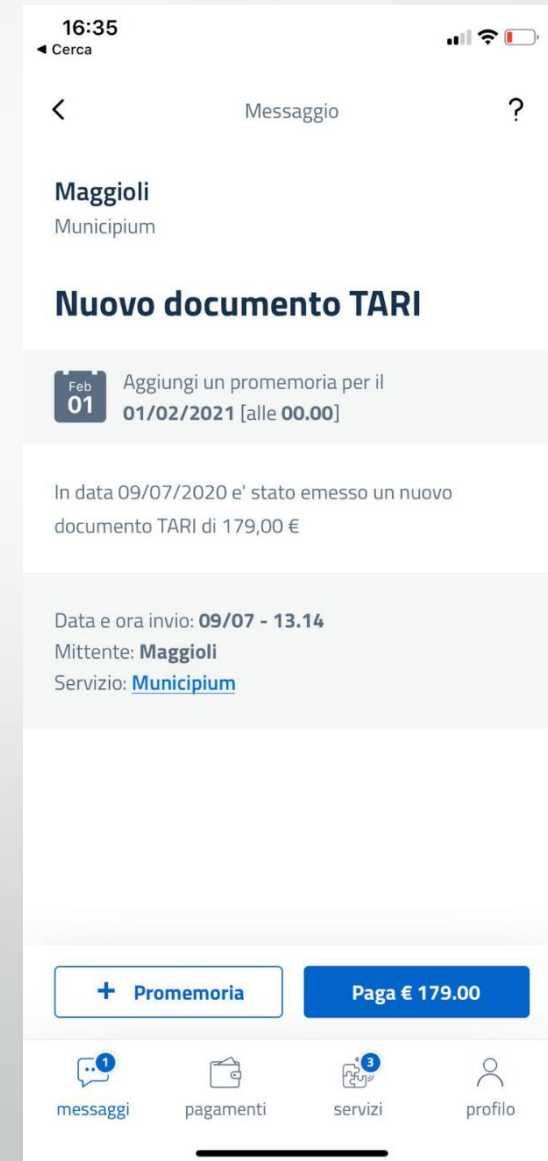 16:35
◀ Cerca
Messaggio
?
Maggioli
Municipium
Nuovo documento TARI
Feb
01
Aggiungi un promemoria per il
01/02/2021 [alle 00.00]
In data 09/07/2020 e' stato emesso un nuovo
documento TARI di 179,00 €
Data e ora invio: 09/07 - 13.14
Mittente: Maggioli
Servizio: Municipium
+ Promemoria
Paga € 179.00
1
3
messaggi
pagamenti
servizi
profilo